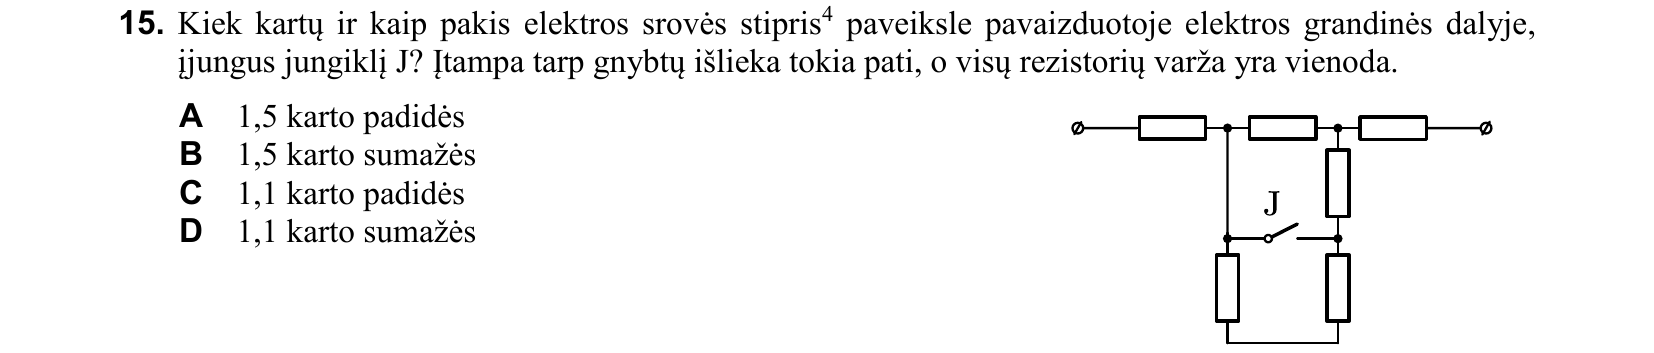 15. Kiek kartų ir kaip pakis elektros srovės stipris⁴ paveiksle pavaizduotoje elektros grandinės dalyje,
įjungus jungiklį J? Įtampa tarp gnybtų išlieka tokia pati, o visų rezistorių varža yra vienoda.
A 1,5 karto padidės
B 1,5 karto sumažės
C 1,1 karto padidės
D 1,1 karto sumažės
J